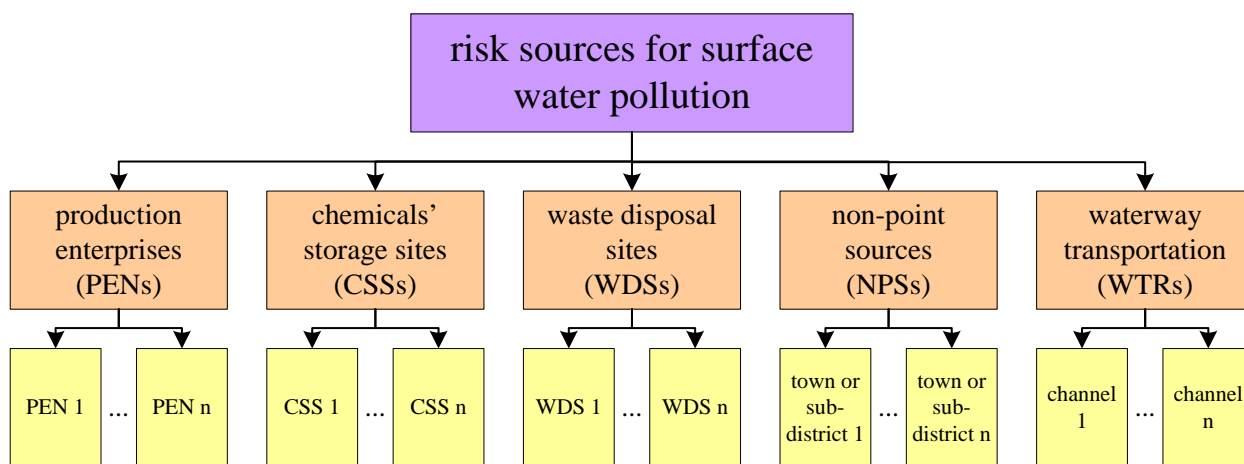 risk sources for surface
water pollution
production
enterprises
(PENs)
chemicals’
storage sites
(CSSs)
waste disposal
sites
(WDSs)
non-point
sources
(NPSs)
waterway
transportation
(WTRs)
PEN 1
...
PEN n
CSS 1
...
CSS n
WDS 1
...
WDS n
town or
sub-
district 1
...
town or
sub-
district n
channel
1
...
channel
n